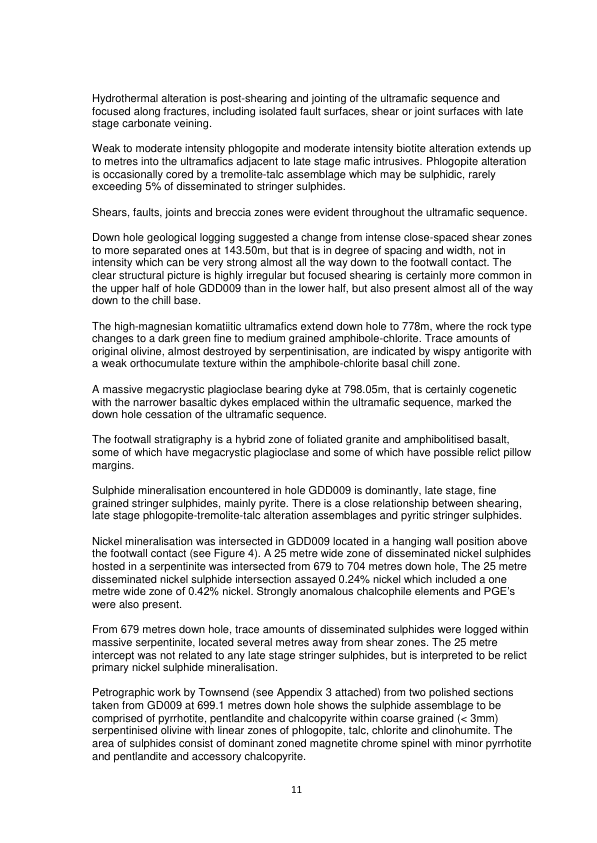 Hydrothermal alteration is post-shearing and jointing of the ultramafic sequence and
focused along fractures, including isolated fault surfaces, shear or joint surfaces with late
stage carbonate veining.
Weak to moderate intensity phlogopite and moderate intensity biotite alteration extends up
to metres into the ultramafics adjacent to late stage mafic intrusives. Phlogopite alteration
is occasionally cored by a tremolite-talc assemblage which may be sulphidic, rarely
exceeding 5% of disseminated to stringer sulphides.
Shears, faults, joints and breccia zones were evident throughout the ultramafic sequence.
Down hole geological logging suggested a change from intense close-spaced shear zones
to more separated ones at 143.50m, but that is in degree of spacing and width, not in
intensity which can be very strong almost all the way down to the footwall contact. The
clear structural picture is highly irregular but focused shearing is certainly more common in
the upper half of hole GDD009 than in the lower half, but also present almost all of the way
down to the chill base.
The high-magnesian komatiitic ultramafics extend down hole to 778m, where the rock type
changes to a dark green fine to medium grained amphibole-chlorite. Trace amounts of
original olivine, almost destroyed by serpentinisation, are indicated by wispy antigorite with
a weak orthocumulate texture within the amphibole-chlorite basal chill zone.
A massive megacrystic plagioclase bearing dyke at 798.05m, that is certainly cogenetic
with the narrower basaltic dykes emplaced within the ultramafic sequence, marked the
down hole cessation of the ultramafic sequence.
The footwall stratigraphy is a hybrid zone of foliated granite and amphibolitised basalt,
some of which have megacrystic plagioclase and some of which have possible relict pillow
margins.
Sulphide mineralisation encountered in hole GDD009 is dominantly, late stage, fine
grained stringer sulphides, mainly pyrite. There is a close relationship between shearing,
late stage phlogopite-tremolite-talc alteration assemblages and pyritic stringer sulphides.
Nickel mineralisation was intersected in GDD009 located in a hanging wall position above
the footwall contact (see Figure 4). A 25 metre wide zone of disseminated nickel sulphides
hosted in a serpentinite was intersected from 679 to 704 metres down hole, The 25 metre
disseminated nickel sulphide intersection assayed 0.24% nickel which included a one
metre wide zone of 0.42% nickel. Strongly anomalous chalcophile elements and PGE's
were also present.
From 679 metres down hole, trace amounts of disseminated sulphides were logged within
massive serpentinite, located several metres away from shear zones. The 25 metre
intercept was not related to any late stage stringer sulphides, but is interpreted to be relict
primary nickel sulphide mineralisation.
Petrographic work by Townsend (see Appendix 3 attached) from two polished sections
taken from GD009 at 699.1 metres down hole shows the sulphide assemblage to be
comprised of pyrrhotite, pentlandite and chalcopyrite within coarse grained (< 3mm)
serpentinised olivine with linear zones of phlogopite, talc, chlorite and clinohumite. The
area of sulphides consist of dominant zoned magnetite chrome spinel with minor pyrrhotite
and pentlandite and accessory chalcopyrite.
11